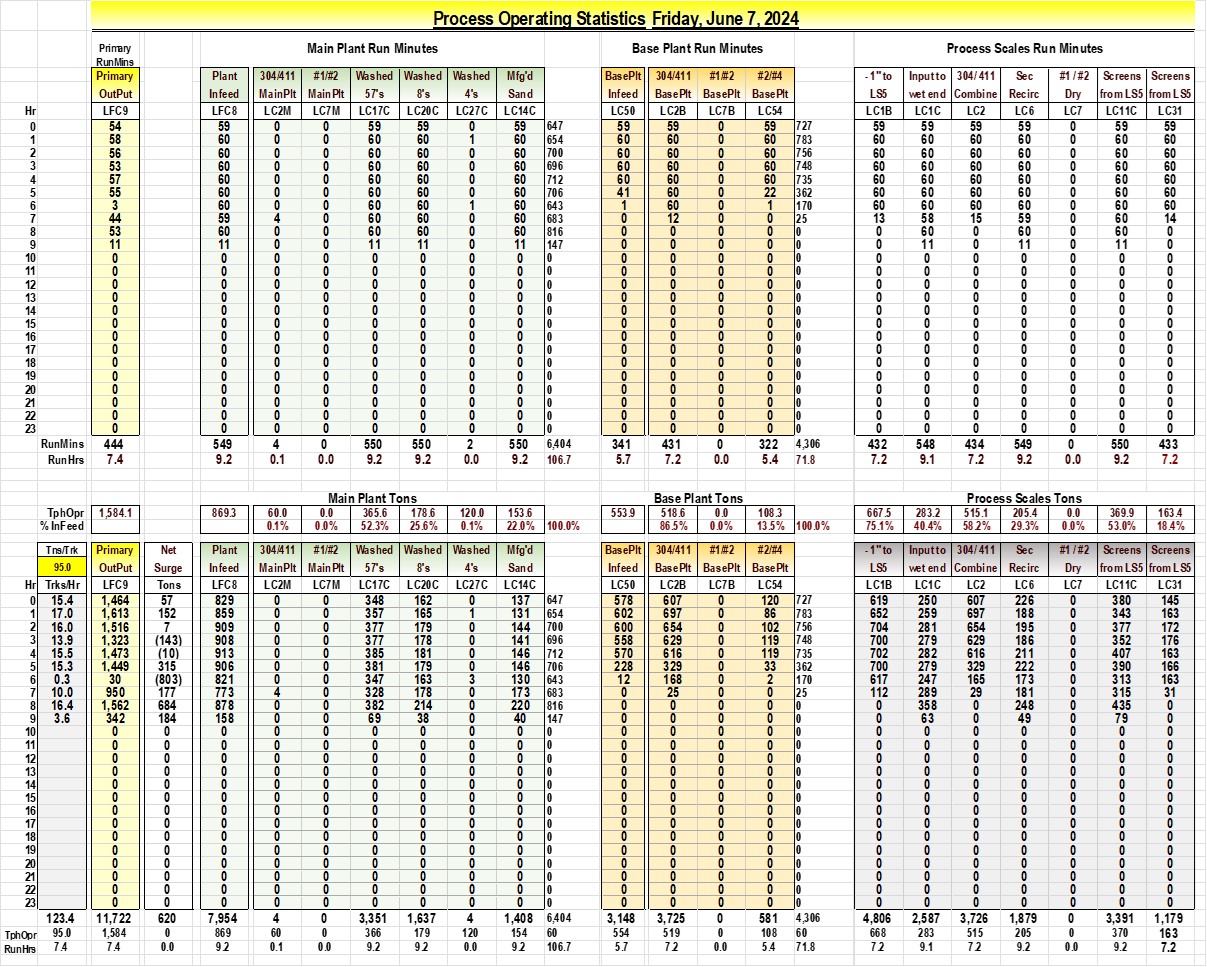 Process Operating Statistics Friday, June 7, 2024
Primary Main Plant Run Minutes Base Plant Run Minutes Process Scales Run Minutes
RunMins
Primary Plant 304/411 #1/#2 Washed Washed Washed Mfg'd BasePlt 304/411 #1/#2 #2/#4 - 1" to Input to 304/ 411 Sec #1 / #2 Screens Screens
OutPut Infeed MainPlt MainPlt 57's 8's 4's Sand Infeed BasePlt BasePlt BasePlt LS5 wet end Combine Recirc Dry from LS5 from LS5
Hr LFC9 LFC8 LC2M LC7M LC17C LC20C LC27C LC14C LC50 LC2B LC7B LC54 LC1B LC1C LC2 LC6 LC7 LC11C LC31
0 54 59 0 0 59 59 0 59 647 59 59 0 59 727 59 59 59 59 0 59 59
1 58 60 0 0 60 60 1 60 654 60 60 0 60 783 60 60 60 60 0 60 60
2 56 60 0 0 60 60 0 60 700 60 60 0 60 756 60 60 60 60 0 60 60
3 53 60 0 0 60 60 0 60 696 60 60 0 60 748 60 60 60 60 0 60 60
4 57 60 0 0 60 60 0 60 712 60 60 0 60 735 60 60 60 60 0 60 60
5 55 60 0 0 60 60 0 60 706 41 60 0 22 362 60 60 60 60 0 60 60
6 3 60 0 0 60 60 1 60 643 1 60 0 1 170 60 60 60 60 0 60 60
7 44 59 4 0 60 60 0 60 683 0 12 0 0 25 13 58 15 59 0 60 14
8 53 60 0 0 60 60 0 60 816 0 0 0 0 0 0 60 0 60 0 60 0
9 11 11 0 0 11 11 0 11 147 0 0 0 0 0 0 11 0 11 0 11 0
10 0 0 0 0 0 0 0 0 0 0 0 0 0 0 0 0 0 0 0 0 0
11 0 0 0 0 0 0 0 0 0 0 0 0 0 0 0 0 0 0 0 0 0
12 0 0 0 0 0 0 0 0 0 0 0 0 0 0 0 0 0 0 0 0 0
13 0 0 0 0 0 0 0 0 0 0 0 0 0 0 0 0 0 0 0 0 0
14 0 0 0 0 0 0 0 0 0 0 0 0 0 0 0 0 0 0 0 0 0
15 0 0 0 0 0 0 0 0 0 0 0 0 0 0 0 0 0 0 0 0 0
16 0 0 0 0 0 0 0 0 0 0 0 0 0 0 0 0 0 0 0 0 0
17 0 0 0 0 0 0 0 0 0 0 0 0 0 0 0 0 0 0 0 0 0
18 0 0 0 0 0 0 0 0 0 0 0 0 0 0 0 0 0 0 0 0 0
19 0 0 0 0 0 0 0 0 0 0 0 0 0 0 0 0 0 0 0 0 0
20 0 0 0 0 0 0 0 0 0 0 0 0 0 0 0 0 0 0 0 0 0
21 0 0 0 0 0 0 0 0 0 0 0 0 0 0 0 0 0 0 0 0 0
22 0 0 0 0 0 0 0 0 0 0 0 0 0 0 0 0 0 0 0 0 0
23 0 0 0 0 0 0 0 0 0 0 0 0 0 0 0 0 0 0 0 0 0
RunMins 444 549 4 0 550 550 2 550 6,404 341 431 0 322 4,306 432 548 434 549 0 550 433
RunHrs 7.4 9.2 0.1 0.0 9.2 9.2 0.0 9.2 106.7 5.7 7.2 0.0 5.4 71.8 7.2 9.1 7.2 9.2 0.0 9.2 7.2
Main Plant Tons Base Plant Tons Process Scales Tons
TphOpr 1,584.1 869.3 60.0 0.0 365.6 178.6 120.0 153.6 553.9 518.6 0.0 108.3 667.5 283.2 515.1 205.4 0.0 369.9 163.4
% InFeed 0.1% 0.0% 52.3% 25.6% 0.1% 22.0% 100.0% 86.5% 0.0% 13.5% 100.0% 75.1% 40.4% 58.2% 29.3% 0.0% 53.0% 18.4%
Tns/Trk Primary Net Plant 304/411 #1/#2 Washed Washed Washed Mfg'd BasePlt 304/411 #1/#2 #2/#4 - 1" to Input to 304/ 411 Sec #1 / #2 Screens Screens
95.0 OutPut Surge Infeed MainPlt MainPlt 57's 8's 4's Sand Infeed BasePlt BasePlt BasePlt LS5 wet end Combine Recirc Dry from LS5 from LS5
Hr Trks/Hr LFC9 Tons LFC8 LC2M LC7M LC17C LC20C LC27C LC14C LC50 LC2B LC7B LC54 LC1B LC1C LC2 LC6 LC7 LC11C LC31
0 15.4 1,464 57 829 0 0 348 162 0 137 647 578 607 0 120 727 619 250 607 226 0 380 145
1 17.0 1,613 152 859 0 0 357 165 1 131 654 602 697 0 86 783 652 259 697 188 0 343 163
2 16.0 1,516 7 909 0 0 377 179 0 144 700 600 654 0 102 756 704 281 654 195 0 377 172
3 13.9 1,323 (143) 908 0 0 377 178 0 141 696 558 629 0 119 748 700 279 629 186 0 352 176
4 15.5 1,473 (10) 913 0 0 385 181 0 146 712 570 616 0 119 735 702 282 616 211 0 407 163
5 15.3 1,449 315 906 0 0 381 179 0 146 706 228 329 0 33 362 700 279 329 222 0 390 166
6 0.3 30 (803) 821 0 0 347 163 3 130 643 12 168 0 2 170 617 247 165 173 0 313 163
7 10.0 950 177 773 4 0 328 178 0 173 683 0 25 0 0 25 112 289 29 181 0 315 31
8 16.4 1,562 684 878 0 0 382 214 0 220 816 0 0 0 0 0 0 358 0 248 0 435 0
9 3.6 342 184 158 0 0 69 38 0 40 147 0 0 0 0 0 0 63 0 49 0 79 0
10 0 0 0 0 0 0 0 0 0 0 0 0 0 0 0 0 0 0 0 0 0 0
11 0 0 0 0 0 0 0 0 0 0 0 0 0 0 0 0 0 0 0 0 0 0
12 0 0 0 0 0 0 0 0 0 0 0 0 0 0 0 0 0 0 0 0 0 0
13 0 0 0 0 0 0 0 0 0 0 0 0 0 0 0 0 0 0 0 0 0 0
14 0 0 0 0 0 0 0 0 0 0 0 0 0 0 0 0 0 0 0 0 0 0
15 0 0 0 0 0 0 0 0 0 0 0 0 0 0 0 0 0 0 0 0 0 0
16 0 0 0 0 0 0 0 0 0 0 0 0 0 0 0 0 0 0 0 0 0 0
17 0 0 0 0 0 0 0 0 0 0 0 0 0 0 0 0 0 0 0 0 0 0
18 0 0 0 0 0 0 0 0 0 0 0 0 0 0 0 0 0 0 0 0 0 0
19 0 0 0 0 0 0 0 0 0 0 0 0 0 0 0 0 0 0 0 0 0 0
20 0 0 0 0 0 0 0 0 0 0 0 0 0 0 0 0 0 0 0 0 0 0
21 0 0 0 0 0 0 0 0 0 0 0 0 0 0 0 0 0 0 0 0 0 0
22 0 0 0 0 0 0 0 0 0 0 0 0 0 0 0 0 0 0 0 0 0 0
23 0 0 0 0 0 0 0 0 0 0 0 0 0 0 0 0 0 0 0 0 0 0
123.4 11,722 620 7,954 4 0 3,351 1,637 4 1,408 6,404 3,148 3,725 0 581 4,306 4,806 2,587 3,726 1,879 0 3,391 1,179
TphOpr 95.0 1,584 0 869 60 0 366 179 120 154 60 554 519 0 108 60 668 283 515 205 0 370 163
RunHrs 7.4 7.4 0.0 9.2 0.1 0.0 9.2 9.2 0.0 9.2 106.7 5.7 7.2 0.0 5.4 71.8 7.2 9.1 7.2 9.2 0.0 9.2 7.2